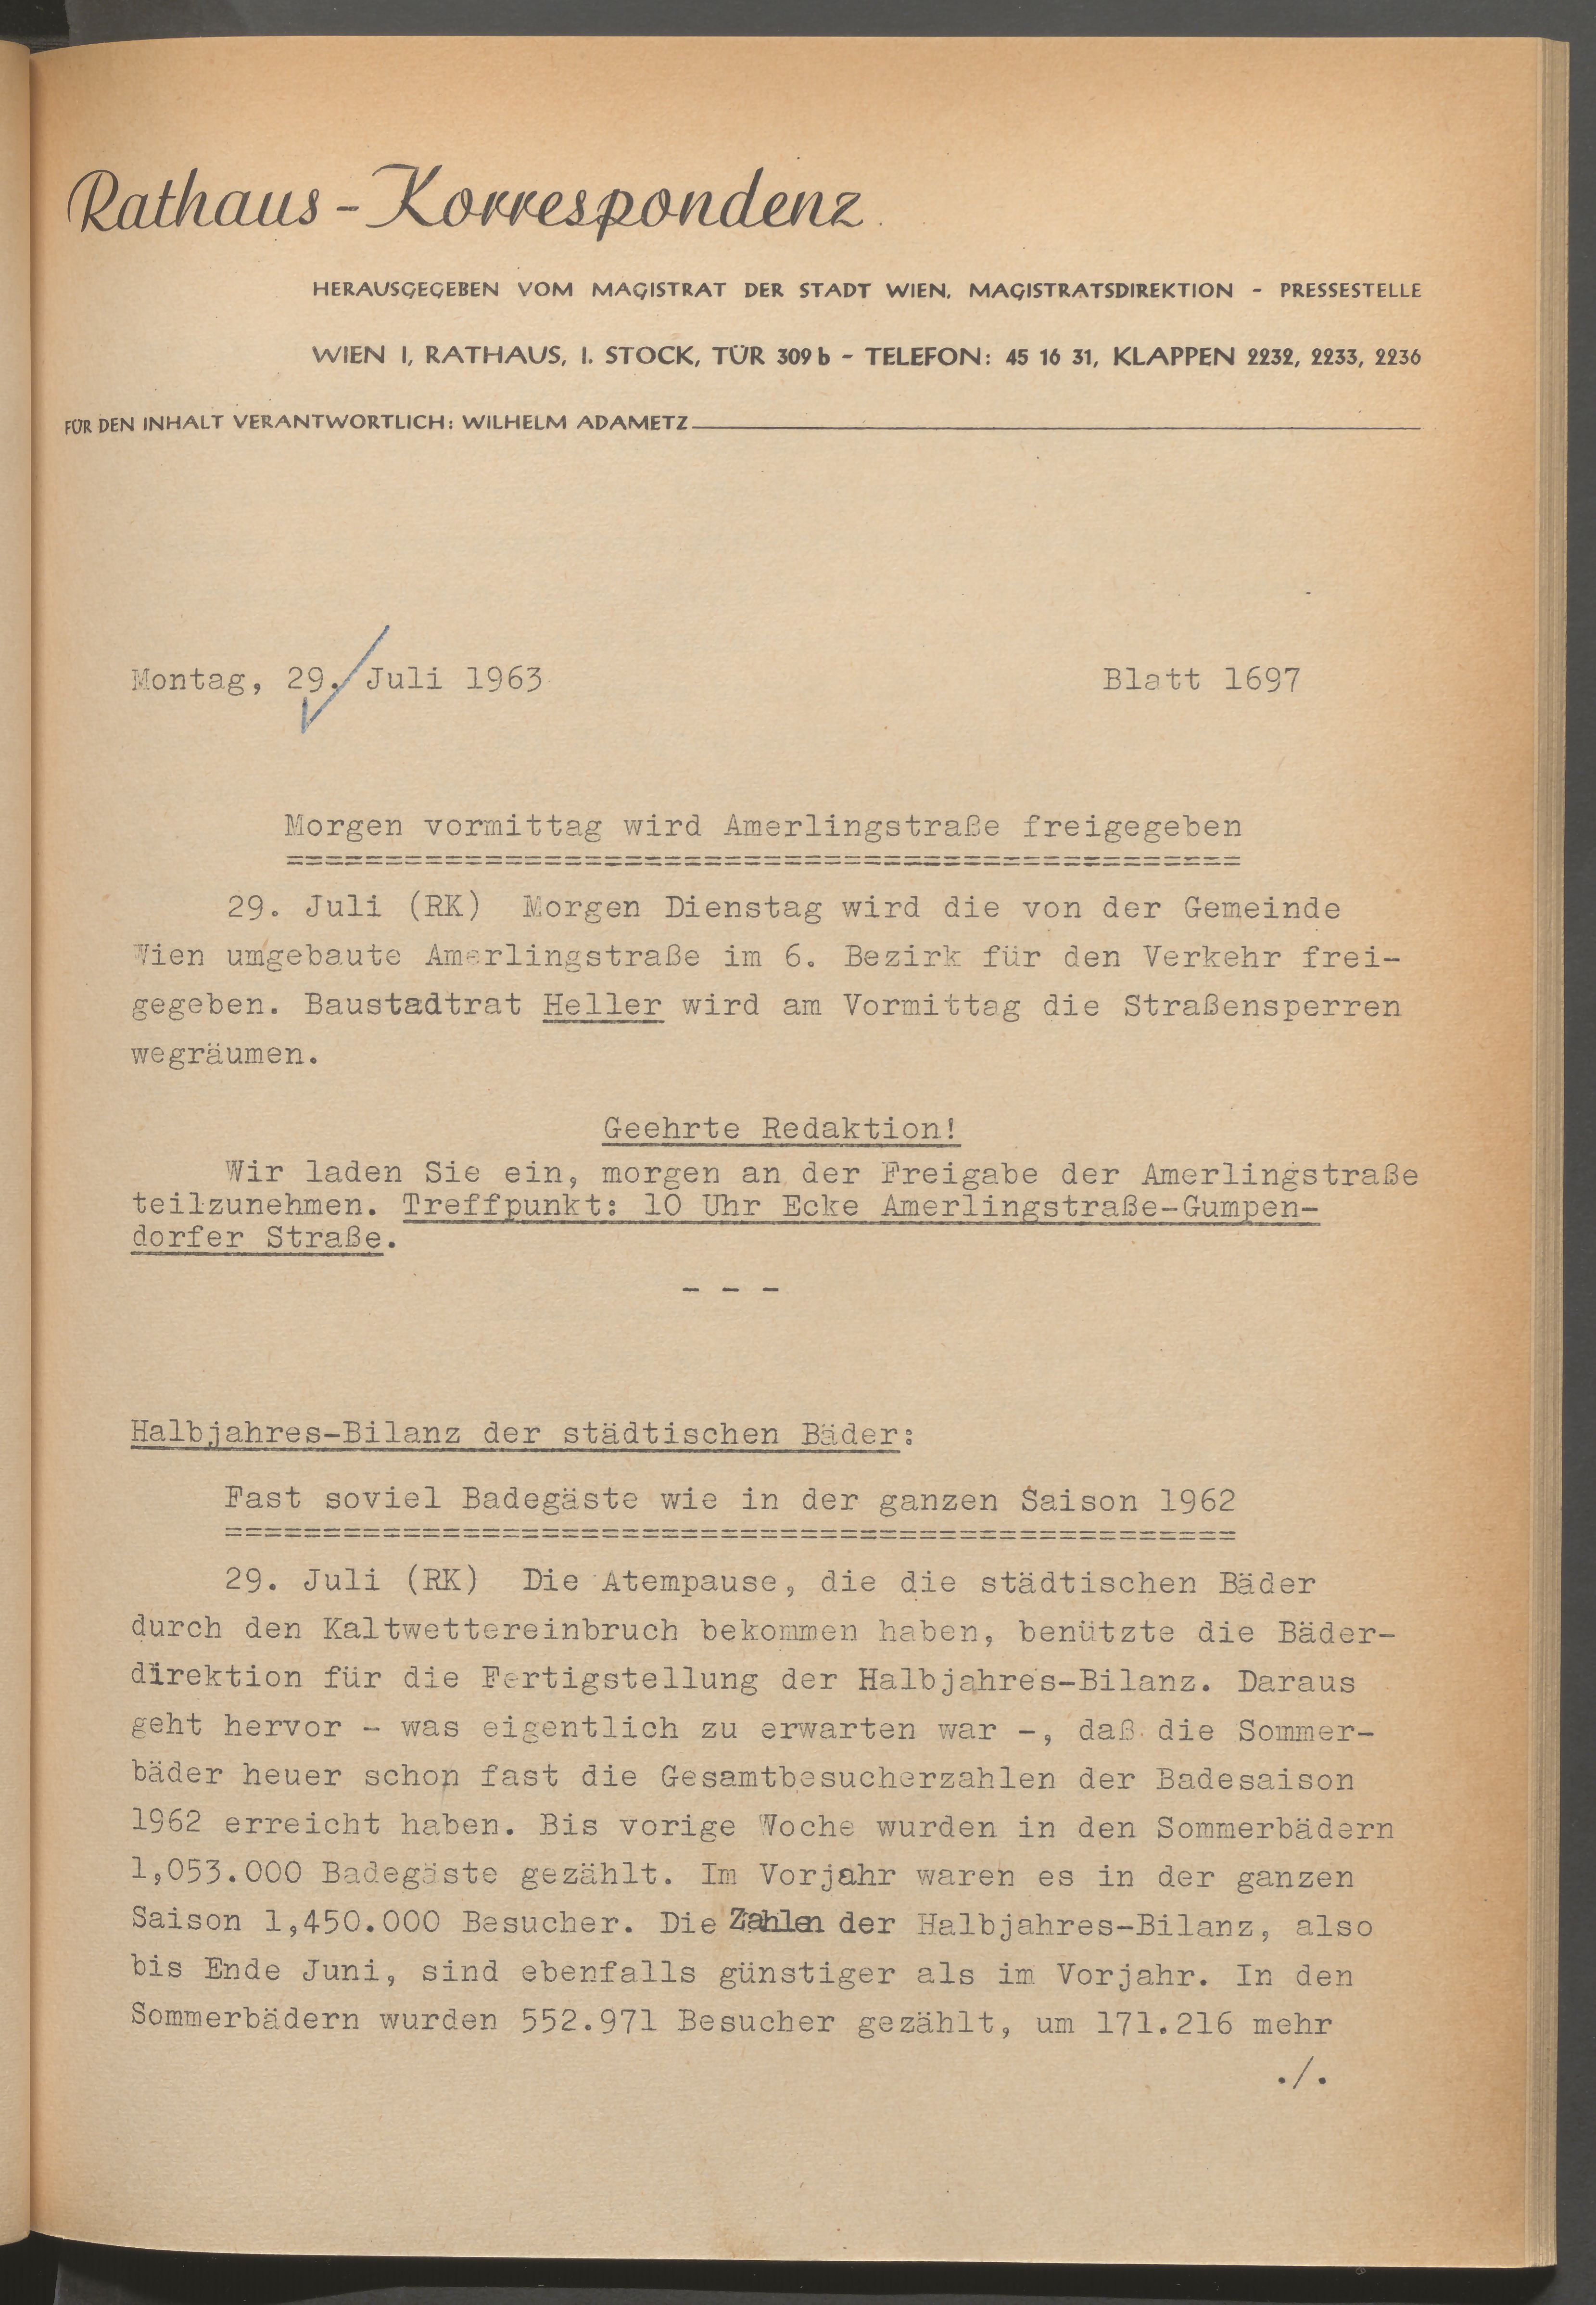 Rathaus-Korrespondenz
HERAUSGEGEBEN VOM MAGISTRAT DER STADT WIEN, MAGISTRATSDIREKTION - PRESSESTELLE
WIEN I, RATHAUS, I. STOCK, TÜR 309 b - TELEFON: 45 16 31, KLAPPEN 2232, 2233, 2236
FÜR DEN INHALT VERANTWORTLICH: WILHELM ADAMETZ
Montag, 29. Juli 1963 Blatt 1697
Morgen vormittag wird Amerlingstraße freigegeben
================================================
29. Juli (RK) Morgen Dienstag wird die von der Gemeinde
Wien umgebaute Amerlingstraße im 6. Bezirk für den Verkehr frei-
gegeben. Baustadtrat Heller wird am Vormittag die Straßensperren
wegräumen.
Geehrte Redaktion!
Wir laden Sie ein, morgen an der Freigabe der Amerlingstraße
teilzunehmen. Treffpunkt: 10 Uhr Ecke Amerlingstraße-Gumpen-
dorfer Straße.
- - -
Halbjahres-Bilanz der städtischen Bäder:
Fast soviel Badegäste wie in der ganzen Saison 1962
===================================================
29. Juli (RK) Die Atempause, die die städtischen Bäder
durch den Kaltwettereinbruch bekommen haben, benützte die Bäder-
direktion für die Fertigstellung der Halbjahres-Bilanz. Daraus
geht hervor - was eigentlich zu erwarten war -, daß die Sommer-
bäder heuer schon fast die Gesamtbesucherzahlen der Badesaison
1962 erreicht haben. Bis vorige Woche wurden in den Sommerbädern
1,053.000 Badegäste gezählt. Im Vorjahr waren es in der ganzen
Saison 1,450.000 Besucher. Die Zahlen der Halbjahres-Bilanz, also
bis Ende Juni, sind ebenfalls günstiger als im Vorjahr. In den
Sommerbädern wurden 552.971 Besucher gezählt, um 171.216 mehr
./.